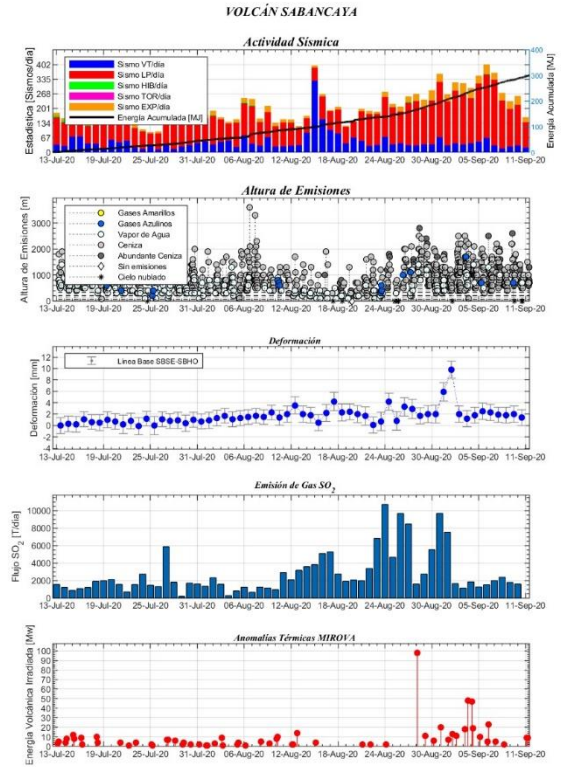 VOLCÁN SABANCAYA
Actividad Sísmica
Estadística [Sismos/día]
402
335
268
201
134
67
0
Sismo VT/día
Sismo LP/día
Sismo HIB/día
Sismo TOR/día
Sismo EXP/día
Energía Acumulada [MJ]
400
300
200
100
0
Energía Acumulada [MJ]
13-Jul-20 19-Jul-20 25-Jul-20 31-Jul-20 06-Aug-20 12-Aug-20 18-Aug-20 24-Aug-20 30-Aug-20 05-Sep-20 11-Sep-20
Altura de Emisiones
Altura de Emisiones [m]
3000
2000
1000
0
Gases Amarillos
Gases Azulinos
Vapor de Agua
Ceniza
Abundante Ceniza
Sin emisiones
Cielo nublado
13-Jul-20 19-Jul-20 25-Jul-20 31-Jul-20 06-Aug-20 12-Aug-20 18-Aug-20 24-Aug-20 30-Aug-20 05-Sep-20 11-Sep-20
Deformación
Deformación [mm]
12
10
8
6
4
2
0
-2
-4
Línea Base SBSE-SBHO
13-Jul-20 19-Jul-20 25-Jul-20 31-Jul-20 06-Aug-20 12-Aug-20 18-Aug-20 24-Aug-20 30-Aug-20 05-Sep-20 11-Sep-20
Emisión de Gas SO2
Flujo SO2 [T/día]
10000
8000
6000
4000
2000
0
13-Jul-20 19-Jul-20 25-Jul-20 31-Jul-20 06-Aug-20 12-Aug-20 18-Aug-20 24-Aug-20 30-Aug-20 05-Sep-20 11-Sep-20
Anomalías Térmicas MIROVA
Energía Volcánica Irradiada [Mw]
100
90
80
70
60
50
40
30
20
10
0
13-Jul-20 19-Jul-20 25-Jul-20 31-Jul-20 06-Aug-20 12-Aug-20 18-Aug-20 24-Aug-20 30-Aug-20 05-Sep-20 11-Sep-20